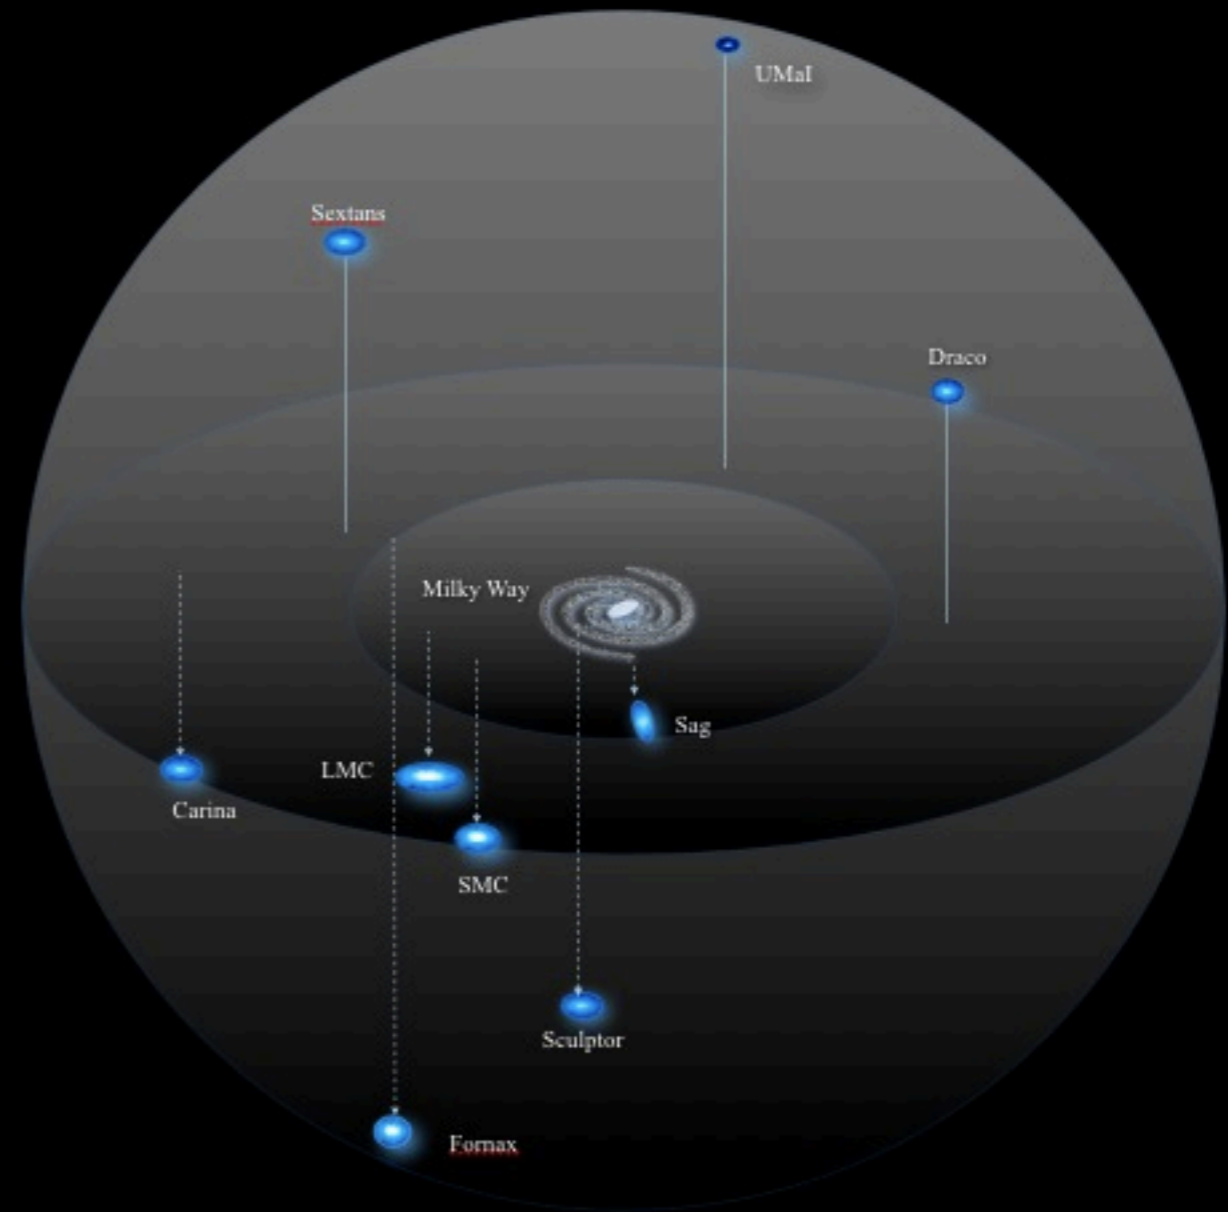 UMaI
Sextans
Draco
Milky Way
Sag
LMC
Carina
SMC
Sculptor
Fornax